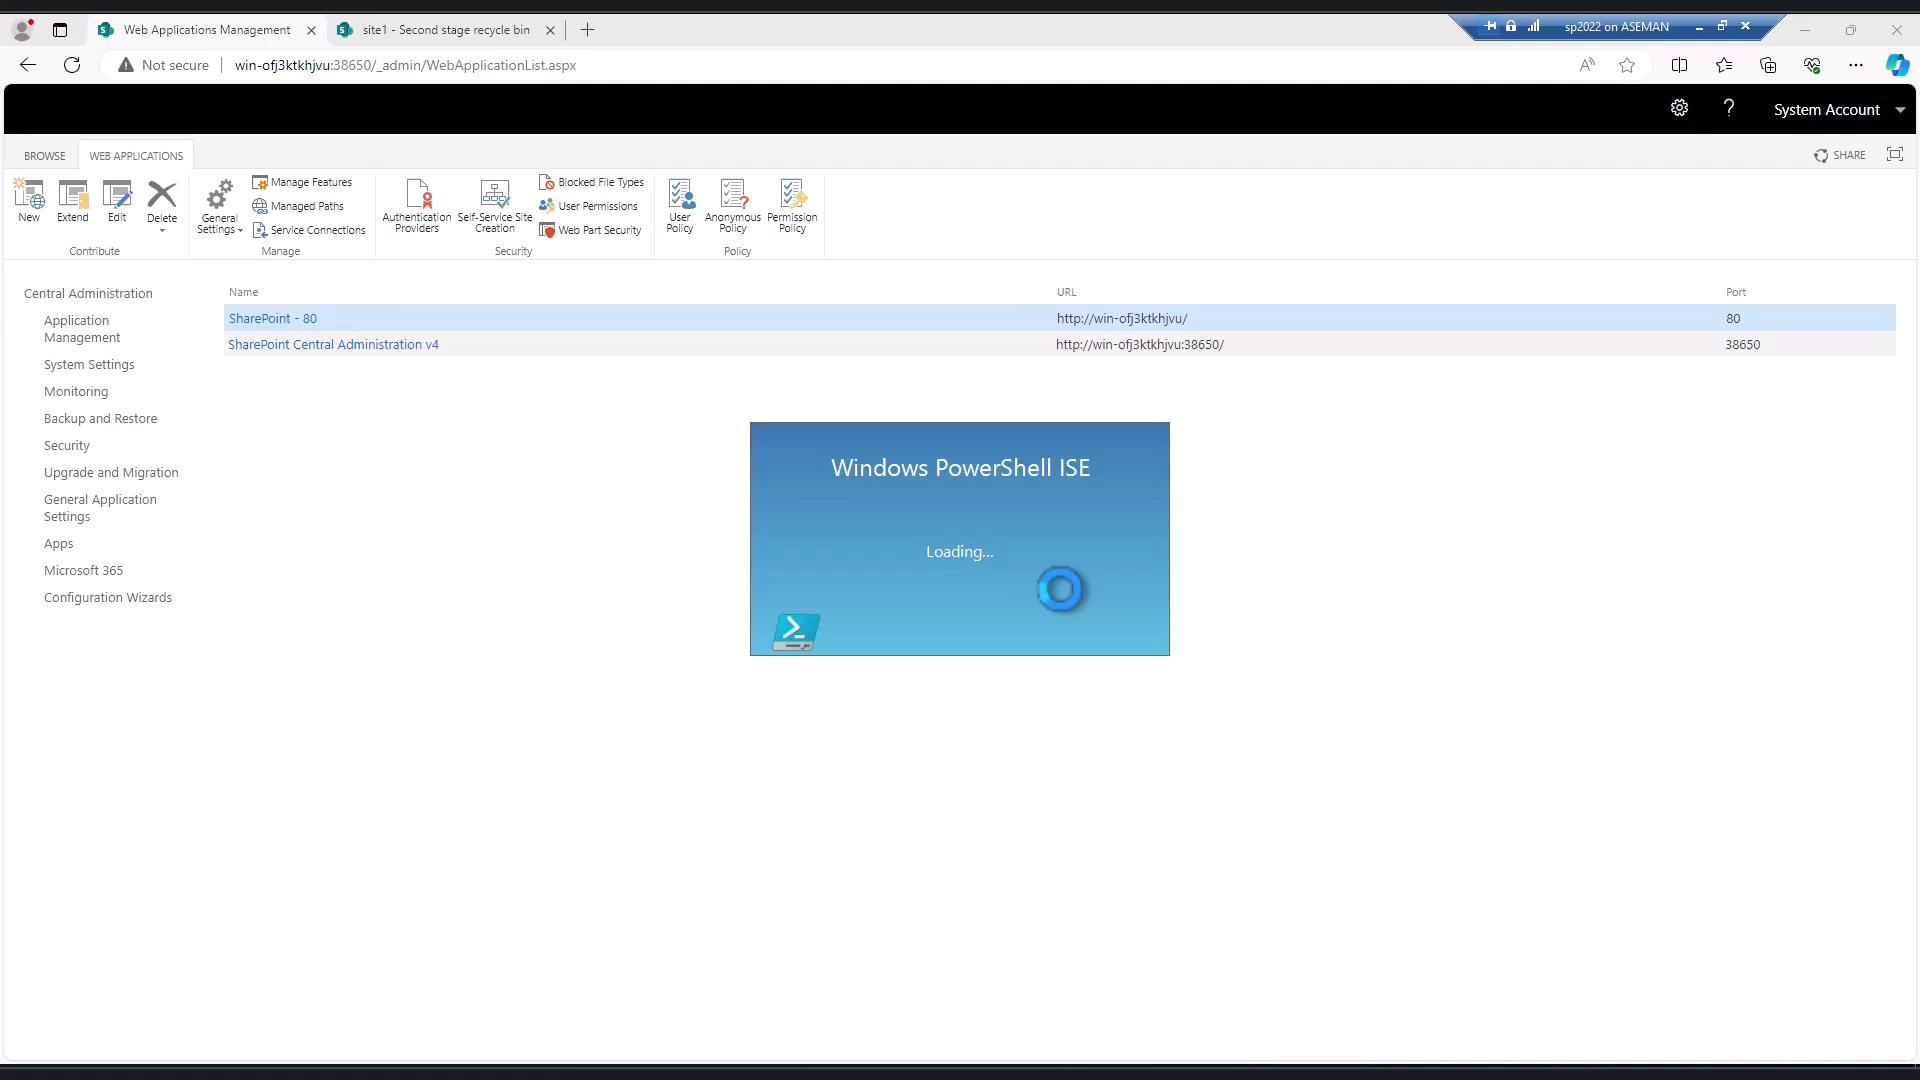 Web Applications Management
site1 - Second stage recycle bin
sp2022 on ASEMAN
Not secure
win-ofj3ktkhjvu:38650/_admin/WebApplicationList.aspx
System Account
BROWSE
WEB APPLICATIONS
SHARE
New
Extend
Edit
Delete
Contribute
General
Settings
Manage Features
Managed Paths
Service Connections
Manage
Authentication
Providers
Self-Service Site
Creation
Blocked File Types
User Permissions
Web Part Security
Security
User
Policy
Anonymous
Policy
Permission
Policy
Policy
Central Administration
Application
Management
System Settings
Monitoring
Backup and Restore
Security
Upgrade and Migration
General Application
Settings
Apps
Microsoft 365
Configuration Wizards
Name URL Port
SharePoint - 80 http://win-ofj3ktkhjvu/ 80
SharePoint Central Administration v4 http://win-ofj3ktkhjvu:38650/ 38650
Windows PowerShell ISE
Loading...